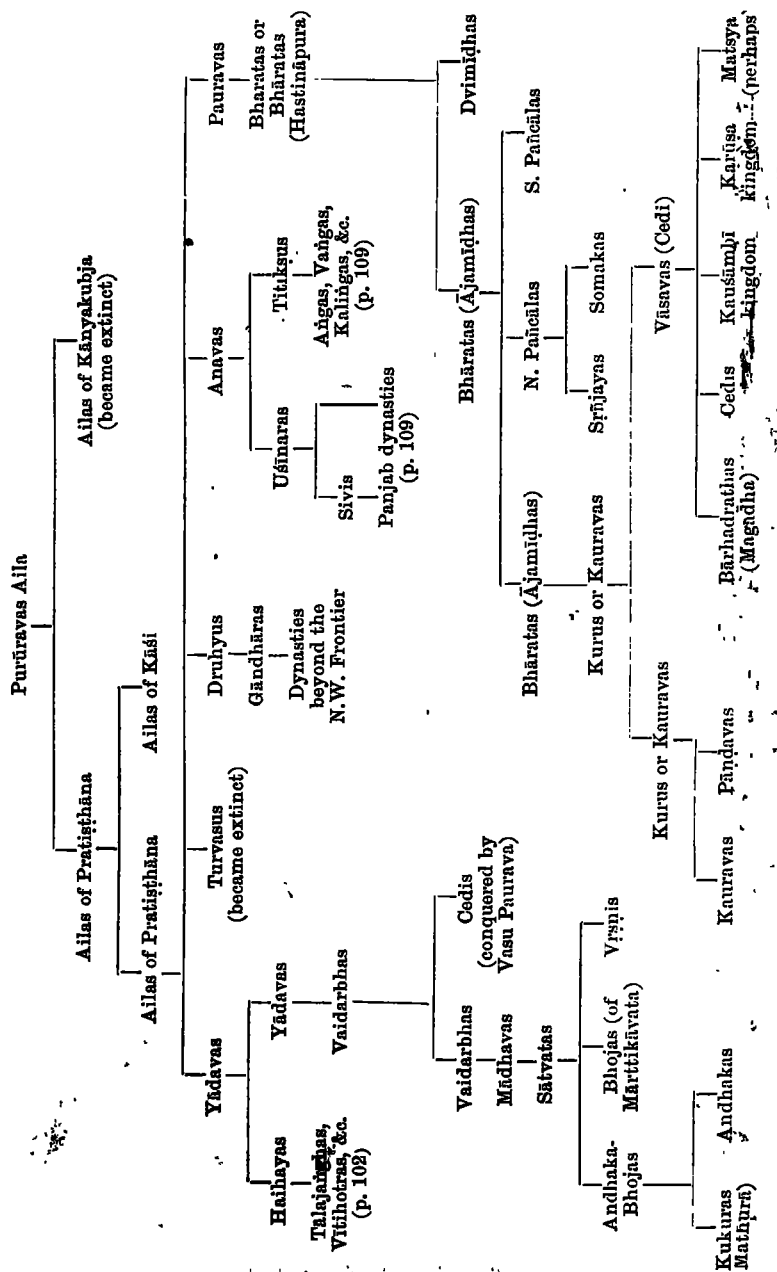 Purūravas Aila
Ailas of Pratiṣṭhāna
Ailas of Kānyakubja
(became extinct)
Ailas of Pratiṣṭhāna
Ailas of Kāśi
Yādavas
Turvasus
(became extinct)
Druhyus
Gāndhāras
Dynasties
beyond the
N.W. Frontier
Anavas
Pauravas
Bharatas or
Bhāratas
(Hastināpura)
Haihayas
Tālajaṅghas,
Vītihotras, &c.
(p. 102)
Yādavas
Vaidarbhas
Uśīnaras
Titikṣus
Aṅgas, Vaṅgas,
Kaliṅgas, &c.
(p. 109)
Śivis
Panjab dynasties
(p. 109)
Vaidarbhas
Mādhavas
Sātvatas
Cedis
(conquered by
Vasu Paurava)
Bhāratas (Ājamīḍhas)
Dvimīḍhas
Bhāratas (Ājamīḍhas)
Kurus or Kauravas
N. Pañcālas
S. Pañcālas
Sṛñjayas
Somakas
Andhaka-
Bhojas
Bhojas (of
Mārttikāvata)
Vṛṣṇis
Kukuras
Mathurā
Andhakas
Kurus or Kauravas
Vāsavas (Cedi)
Kauravas
Pāṇḍavas
Bārhadrathas
(Magadha)
Cedis
Kauśāmbī
kingdom
Karūṣa
kingdom
Matsya
(perhaps)